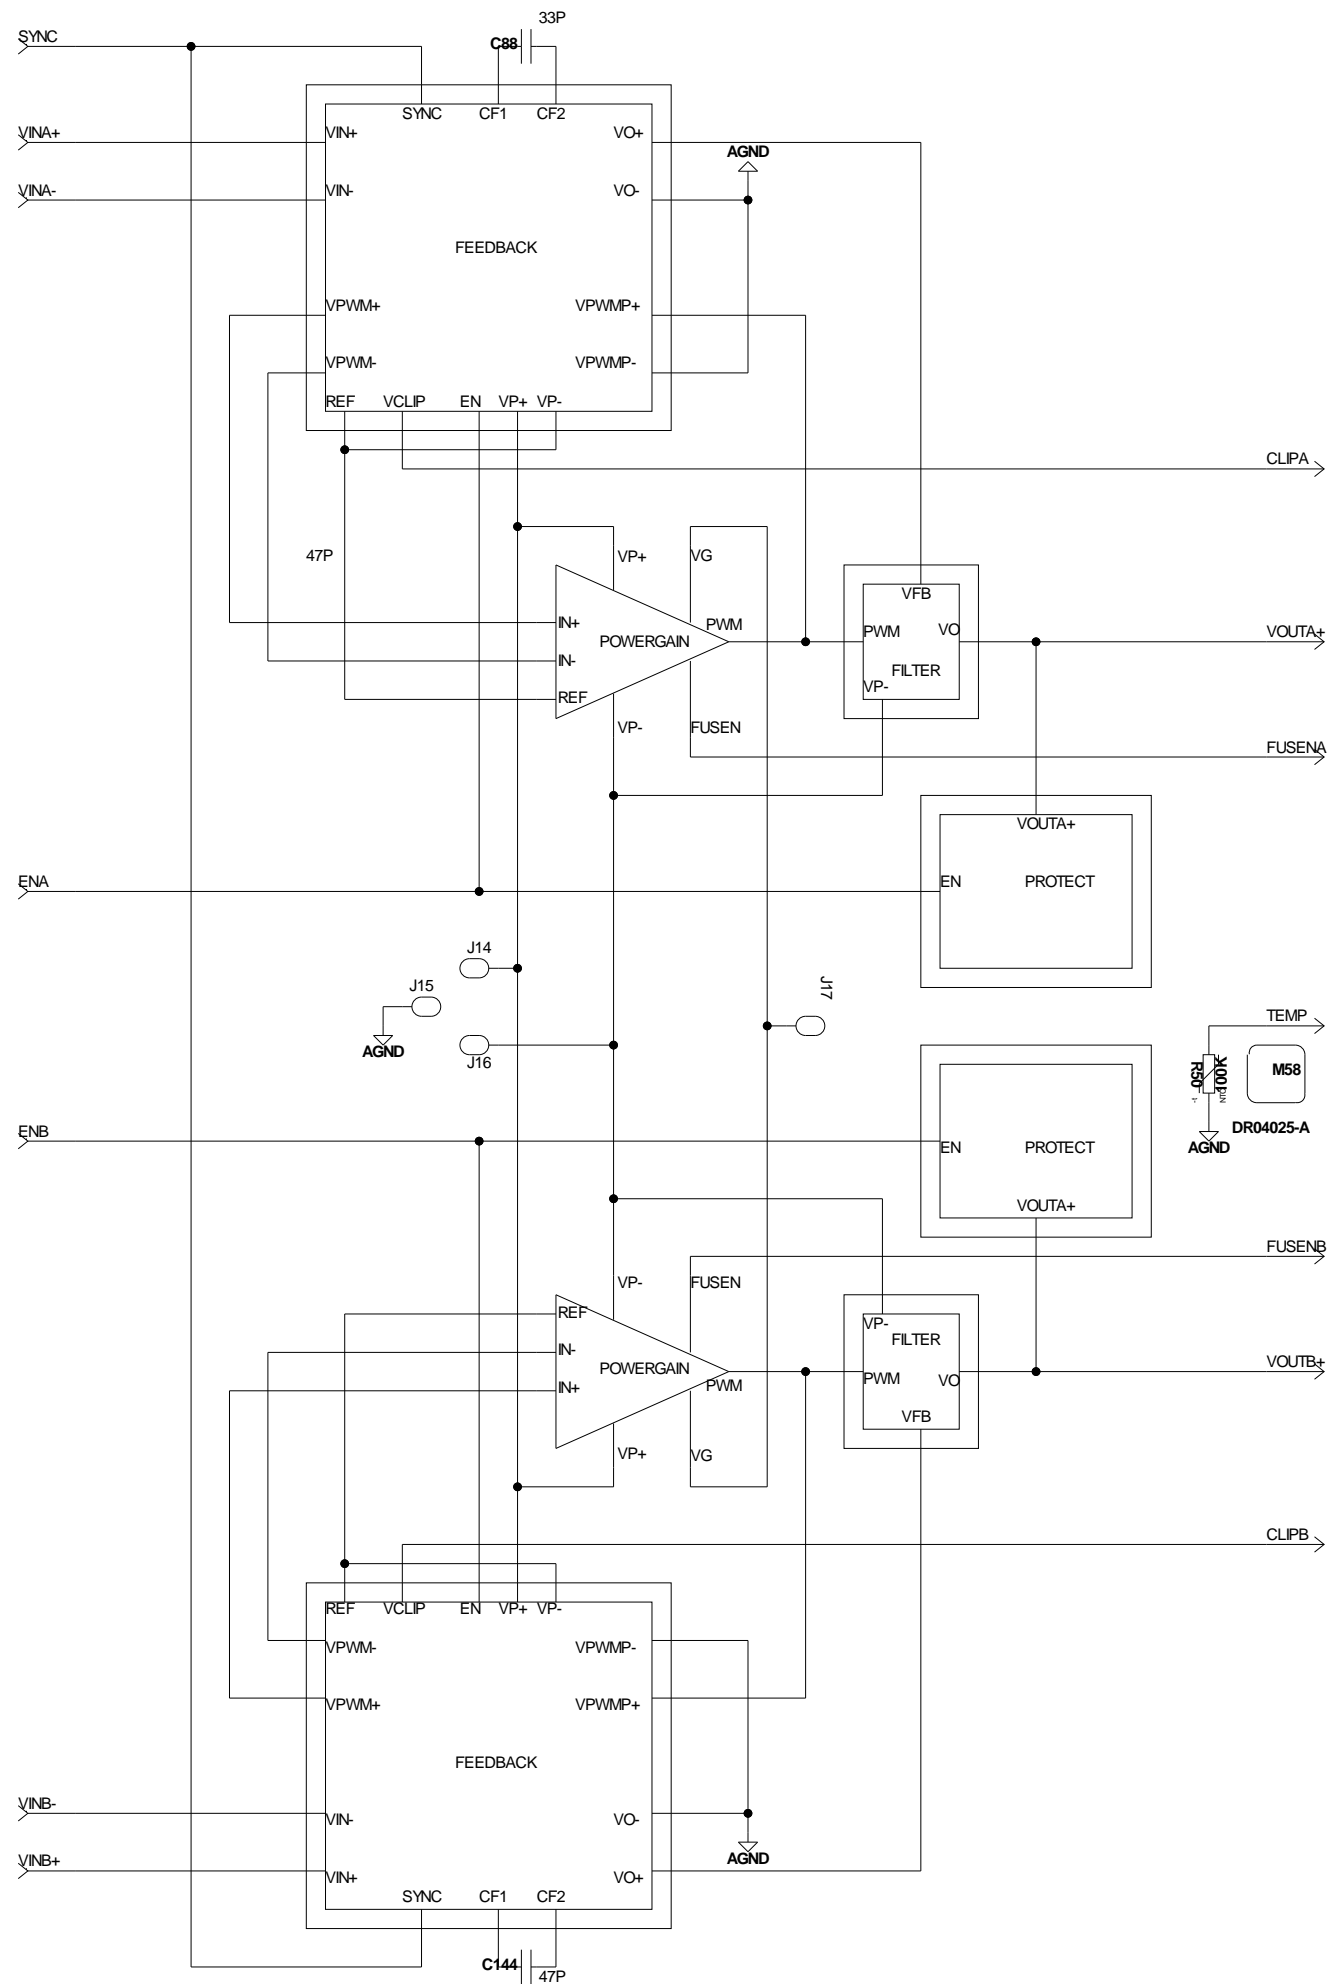 33P
SYNC
C88
SYNC CF1 CF2
VINA+ VIN+ VO+
AGND
VINA- VIN- VO-
FEEDBACK
VPWM+ VPWMP+
VPWM- VPWMP-
REF VCLIP EN VP+ VP-
CLIPA
47P VP+ VG
VFB
IN+ PWM PWM VO VOUTA+
POWERGAIN
IN- FILTER
REF VP-
VP- FUSEN
FUSENA
VOUTA+
ENA EN PROTECT
J14
J15 J17
TEMP
AGND J16
R50 100K M58
DR04025-A
ENB EN PROTECT AGND
VOUTA+
FUSENB
VP- FUSEN
REF VP-
FILTER
IN- POWERGAIN VOUTB+
IN+ PWM PWM VO
VFB
VP+ VG
CLIPB
REF VCLIP EN VP+ VP-
VPWM- VPWMP-
VPWM+ VPWMP+
FEEDBACK
VINB- VIN- VO-
VINB+ AGND
VIN+ VO+
SYNC CF1 CF2
C144
47P